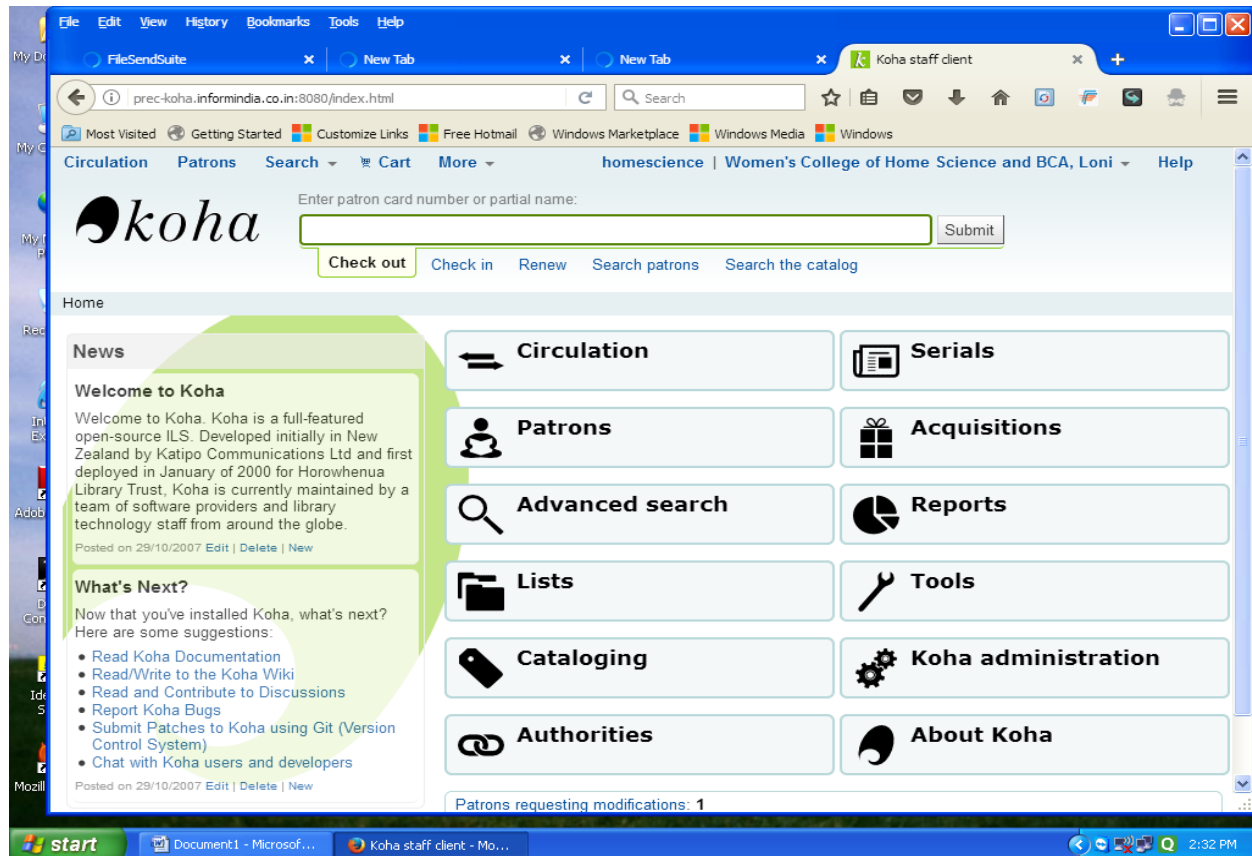 File Edit View History Bookmarks Tools Help
FileSendSuite New Tab New Tab Koha staff client
prec-koha.informindia.co.in:8080/index.html Search
Most Visited Getting Started Customize Links Free Hotmail Windows Marketplace Windows Media Windows
Circulation Patrons Search Cart More homescience | Women's College of Home Science and BCA, Loni Help
koha
Enter patron card number or partial name:
Submit
Check out Check in Renew Search patrons Search the catalog
Home
News
Welcome to Koha
Welcome to Koha. Koha is a full-featured
open-source ILS. Developed initially in New
Zealand by Katipo Communications Ltd and first
deployed in January of 2000 for Horowhenua
Library Trust, Koha is currently maintained by a
team of software providers and library
technology staff from around the globe.
Posted on 29/10/2007 Edit | Delete | New
What's Next?
Now that you've installed Koha, what's next?
Here are some suggestions:
Read Koha Documentation
Read/Write to the Koha Wiki
Read and Contribute to Discussions
Report Koha Bugs
Submit Patches to Koha using Git (Version
Control System)
Chat with Koha users and developers
Posted on 29/10/2007 Edit | Delete | New
Circulation
Serials
Patrons
Acquisitions
Advanced search
Reports
Lists
Tools
Cataloging
Koha administration
Authorities
About Koha
Patrons requesting modifications: 1
start Document1 - Microsof... Koha staff client - Mo... 2:32 PM